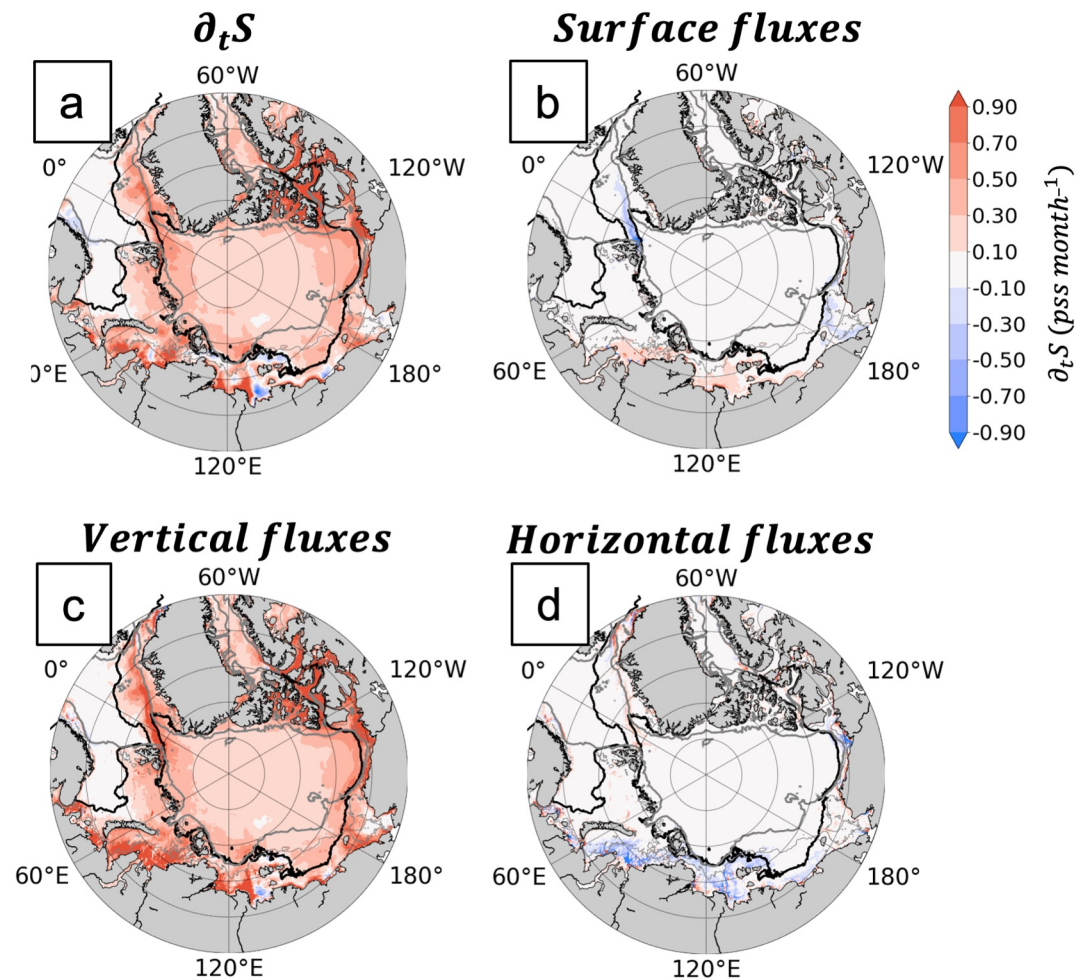 ∂ₜS
Surface fluxes
a
b
60°W
60°W
0°
120°W
0°
120°W
0.90
0.70
0.50
0.30
0.10
-0.10
-0.30
-0.50
-0.70
-0.90
∂ₜS (pss month⁻¹)
0°E
180°
60°E
180°
120°E
120°E
Vertical fluxes
Horizontal fluxes
c
d
60°W
60°W
0°
120°W
0°
120°W
60°E
180°
60°E
180°
120°E
120°E